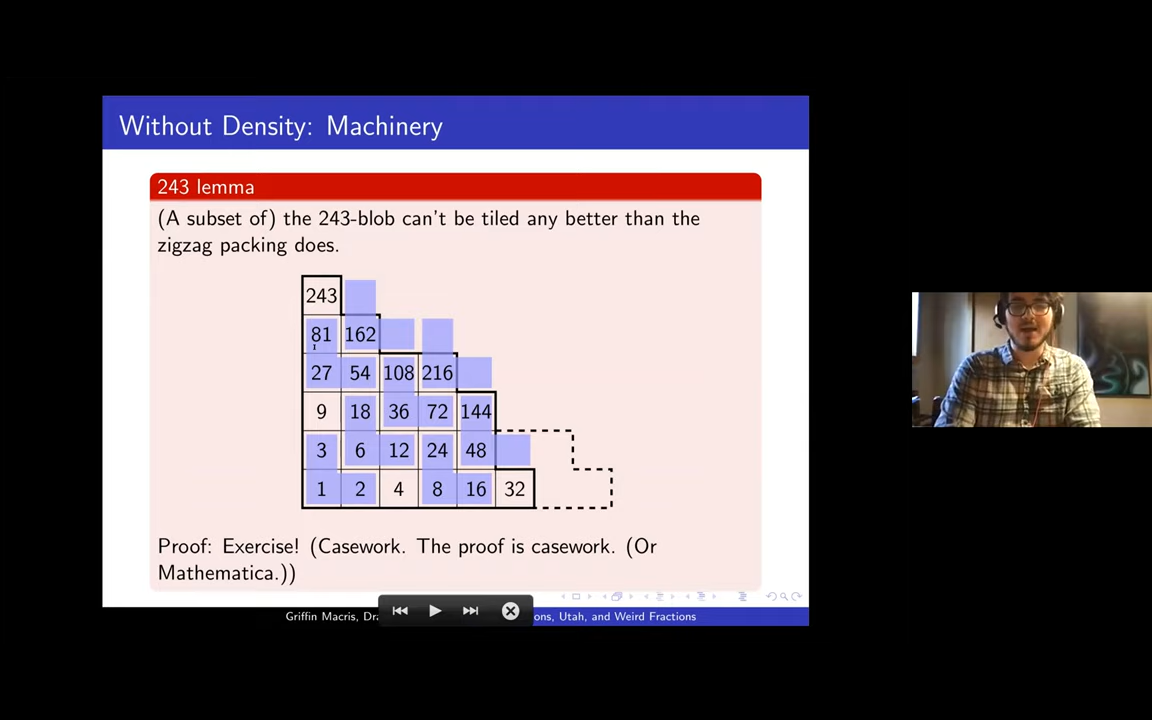 Without Density: Machinery
243 lemma
(A subset of) the 243-blob can't be tiled any better than the
zigzag packing does.
243
81 162
27 54 108 216
9 18 36 72 144
3 6 12 24 48
1 2 4 8 16 32
Proof: Exercise! (Casework. The proof is casework. (Or
Mathematica.))
Griffin Macris, ons, Utah, and Weird Fractions